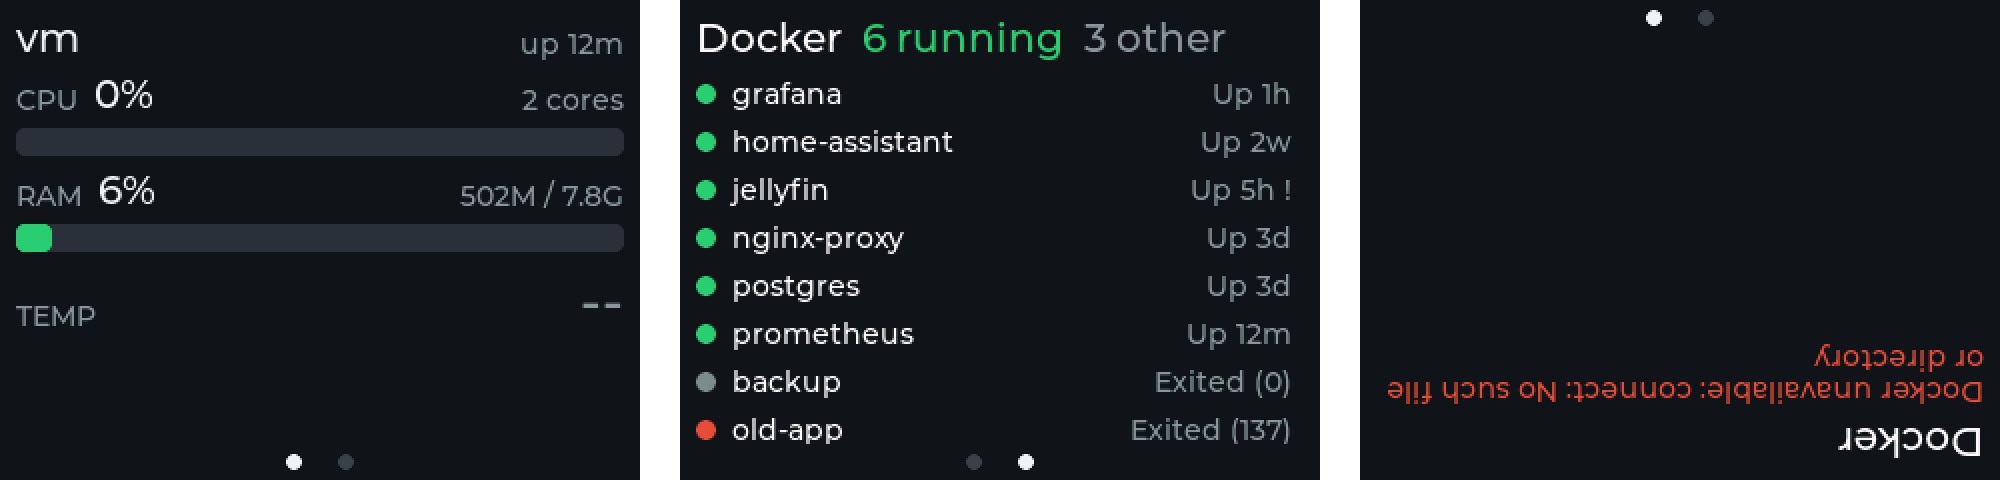 vm up 12m
CPU 0% 2 cores
RAM 6% 502M / 7.8G
TEMP --
Docker 6 running 3 other
grafana Up 1h
home-assistant Up 2w
jellyfin Up 5h !
nginx-proxy Up 3d
postgres Up 3d
prometheus Up 12m
backup Exited (0)
old-app Exited (137)
Docker
Docker unavailable: connect: No such file
or directory